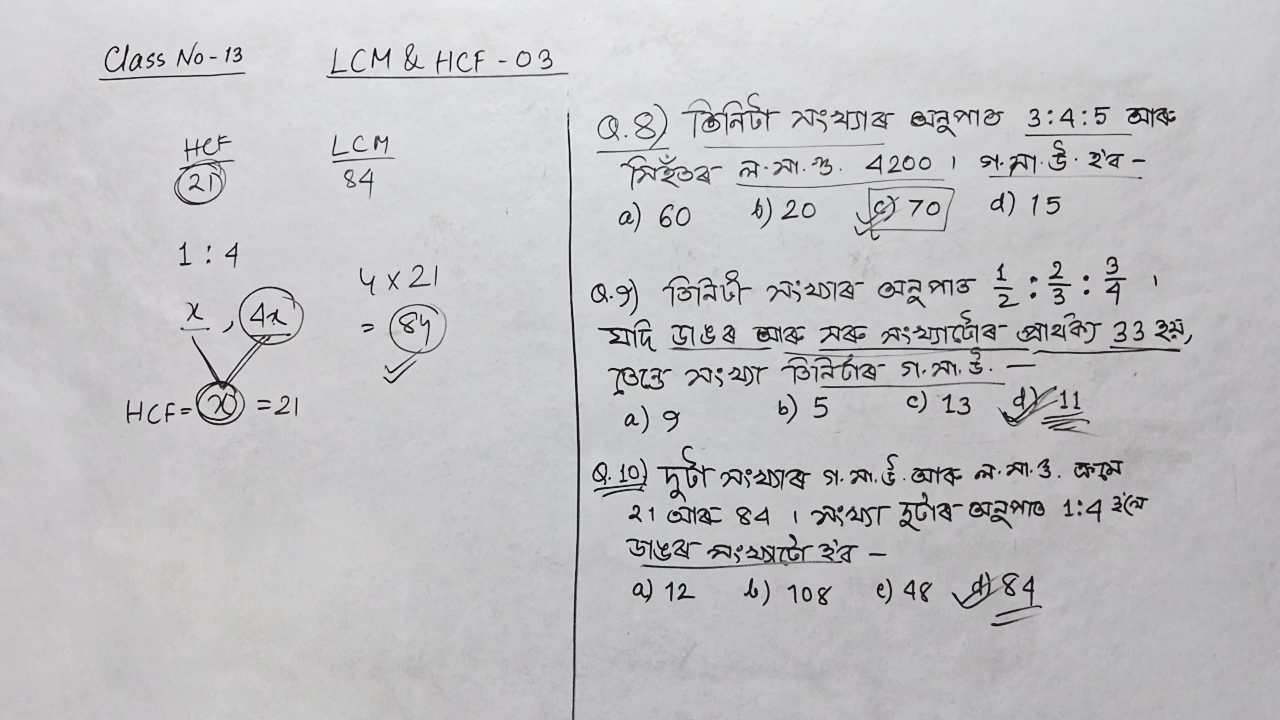 Class No-13
LCM & HCF - 03
HCF LCM
21 84
1 : 4
x , 4x
HCF = x = 21
4 x 21
= 84
Q.8) তিনিটা সংখ্যাৰ অনুপাত 3:4:5 আৰু
সিহঁতৰ ল.সা.গু. 4200। গ.সা.উ. হ'ব –
a) 60 b) 20 c) 70 d) 15
Q.9) তিনিটা সংখ্যাৰ অনুপাত 1/2 : 2/3 : 3/4 ।
যদি ডাঙৰ আৰু সৰু সংখ্যাটোৰ প্ৰাৰ্থক্য 33 হয়,
তেন্তে সংখ্যা তিনিটাৰ গ.সা.উ. —
a) 9 b) 5 c) 13 d) 11
Q.10) দুটা সংখ্যাৰ গ.সা.উ. আৰু ল.সা.গু. ক্ৰমে
21 আৰু 84 । সংখ্যা দুটাৰ অনুপাত 1:4 হ'লে
ডাঙৰ সংখ্যাটো হ'ব –
a) 12 b) 108 c) 48 d) 84